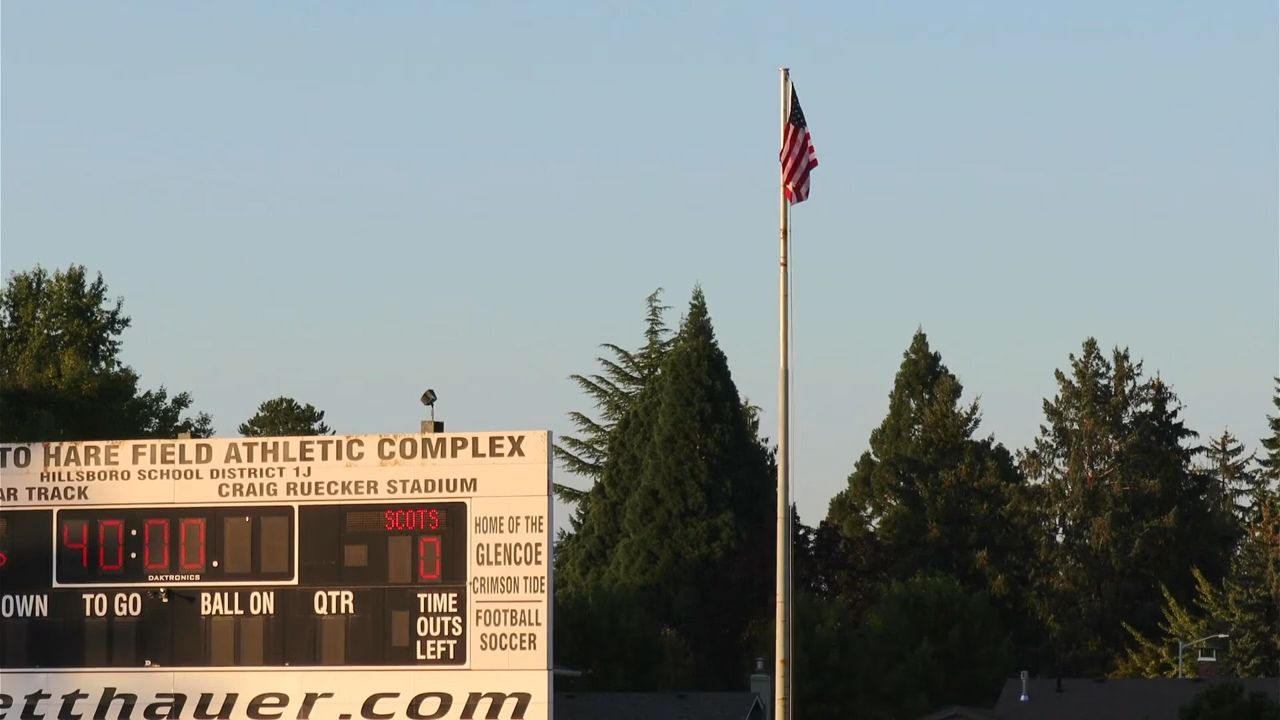 TO HARE FIELD ATHLETIC COMPLEX
HILLSBORO SCHOOL DISTRICT 1J
AR TRACK
CRAIG RUECKER STADIUM
40:00
SCOTS
0
DAKTRONICS
HOME OF THE
GLENCOE
CRIMSON TIDE
FOOTBALL
SOCCER
OWN TO GO BALL ON QTR
TIME
OUTS
LEFT
etthauer.com